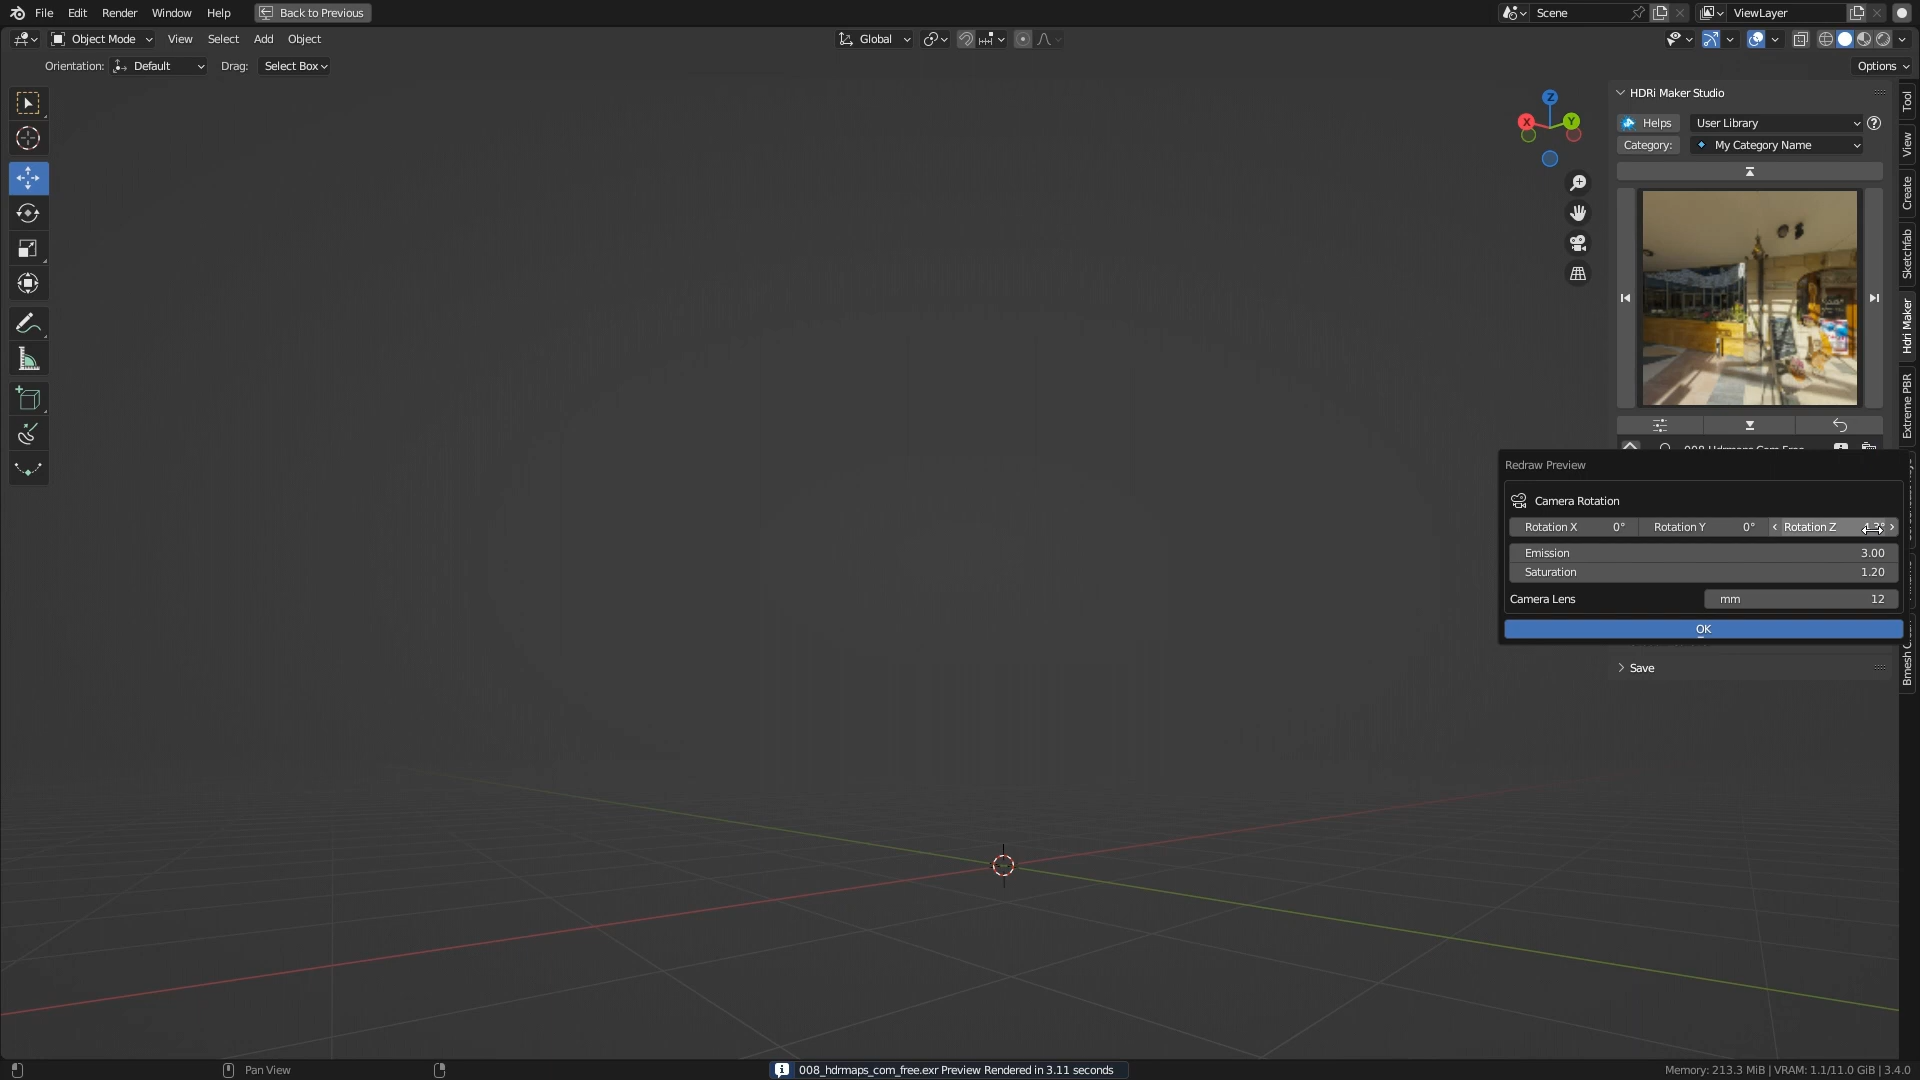 File Edit Render Window Help Back to Previous Scene ViewLayer
Object Mode View Select Add Object Global
Orientation: Default Drag: Select Box Options
HDRi Maker Studio
Helps User Library
Category: My Category Name
X Y Z
Tool
View
Create
Sketchfab
Hdri Maker
Extreme PBR
008 Hdrmaps Com Free
Redraw Preview
Camera Rotation
Rotation X 0° Rotation Y 0° Rotation Z
Emission 3.00
Saturation 1.20
Camera Lens mm 12
OK
Save
Bmesh
Pan View 008_hdrmaps_com_free.exr Preview Rendered in 3.11 seconds Memory: 213.3 MiB | VRAM: 1.1/11.0 GiB | 3.4.0